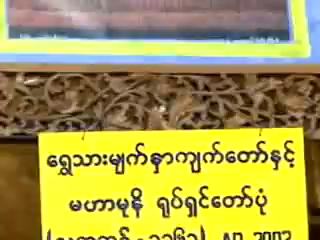 ရွှေသားမျက်နှာကျက်တော်နှင့်
မဟာမုနိ ရုပ်ရှင်တော်ပုံ
AD 2002